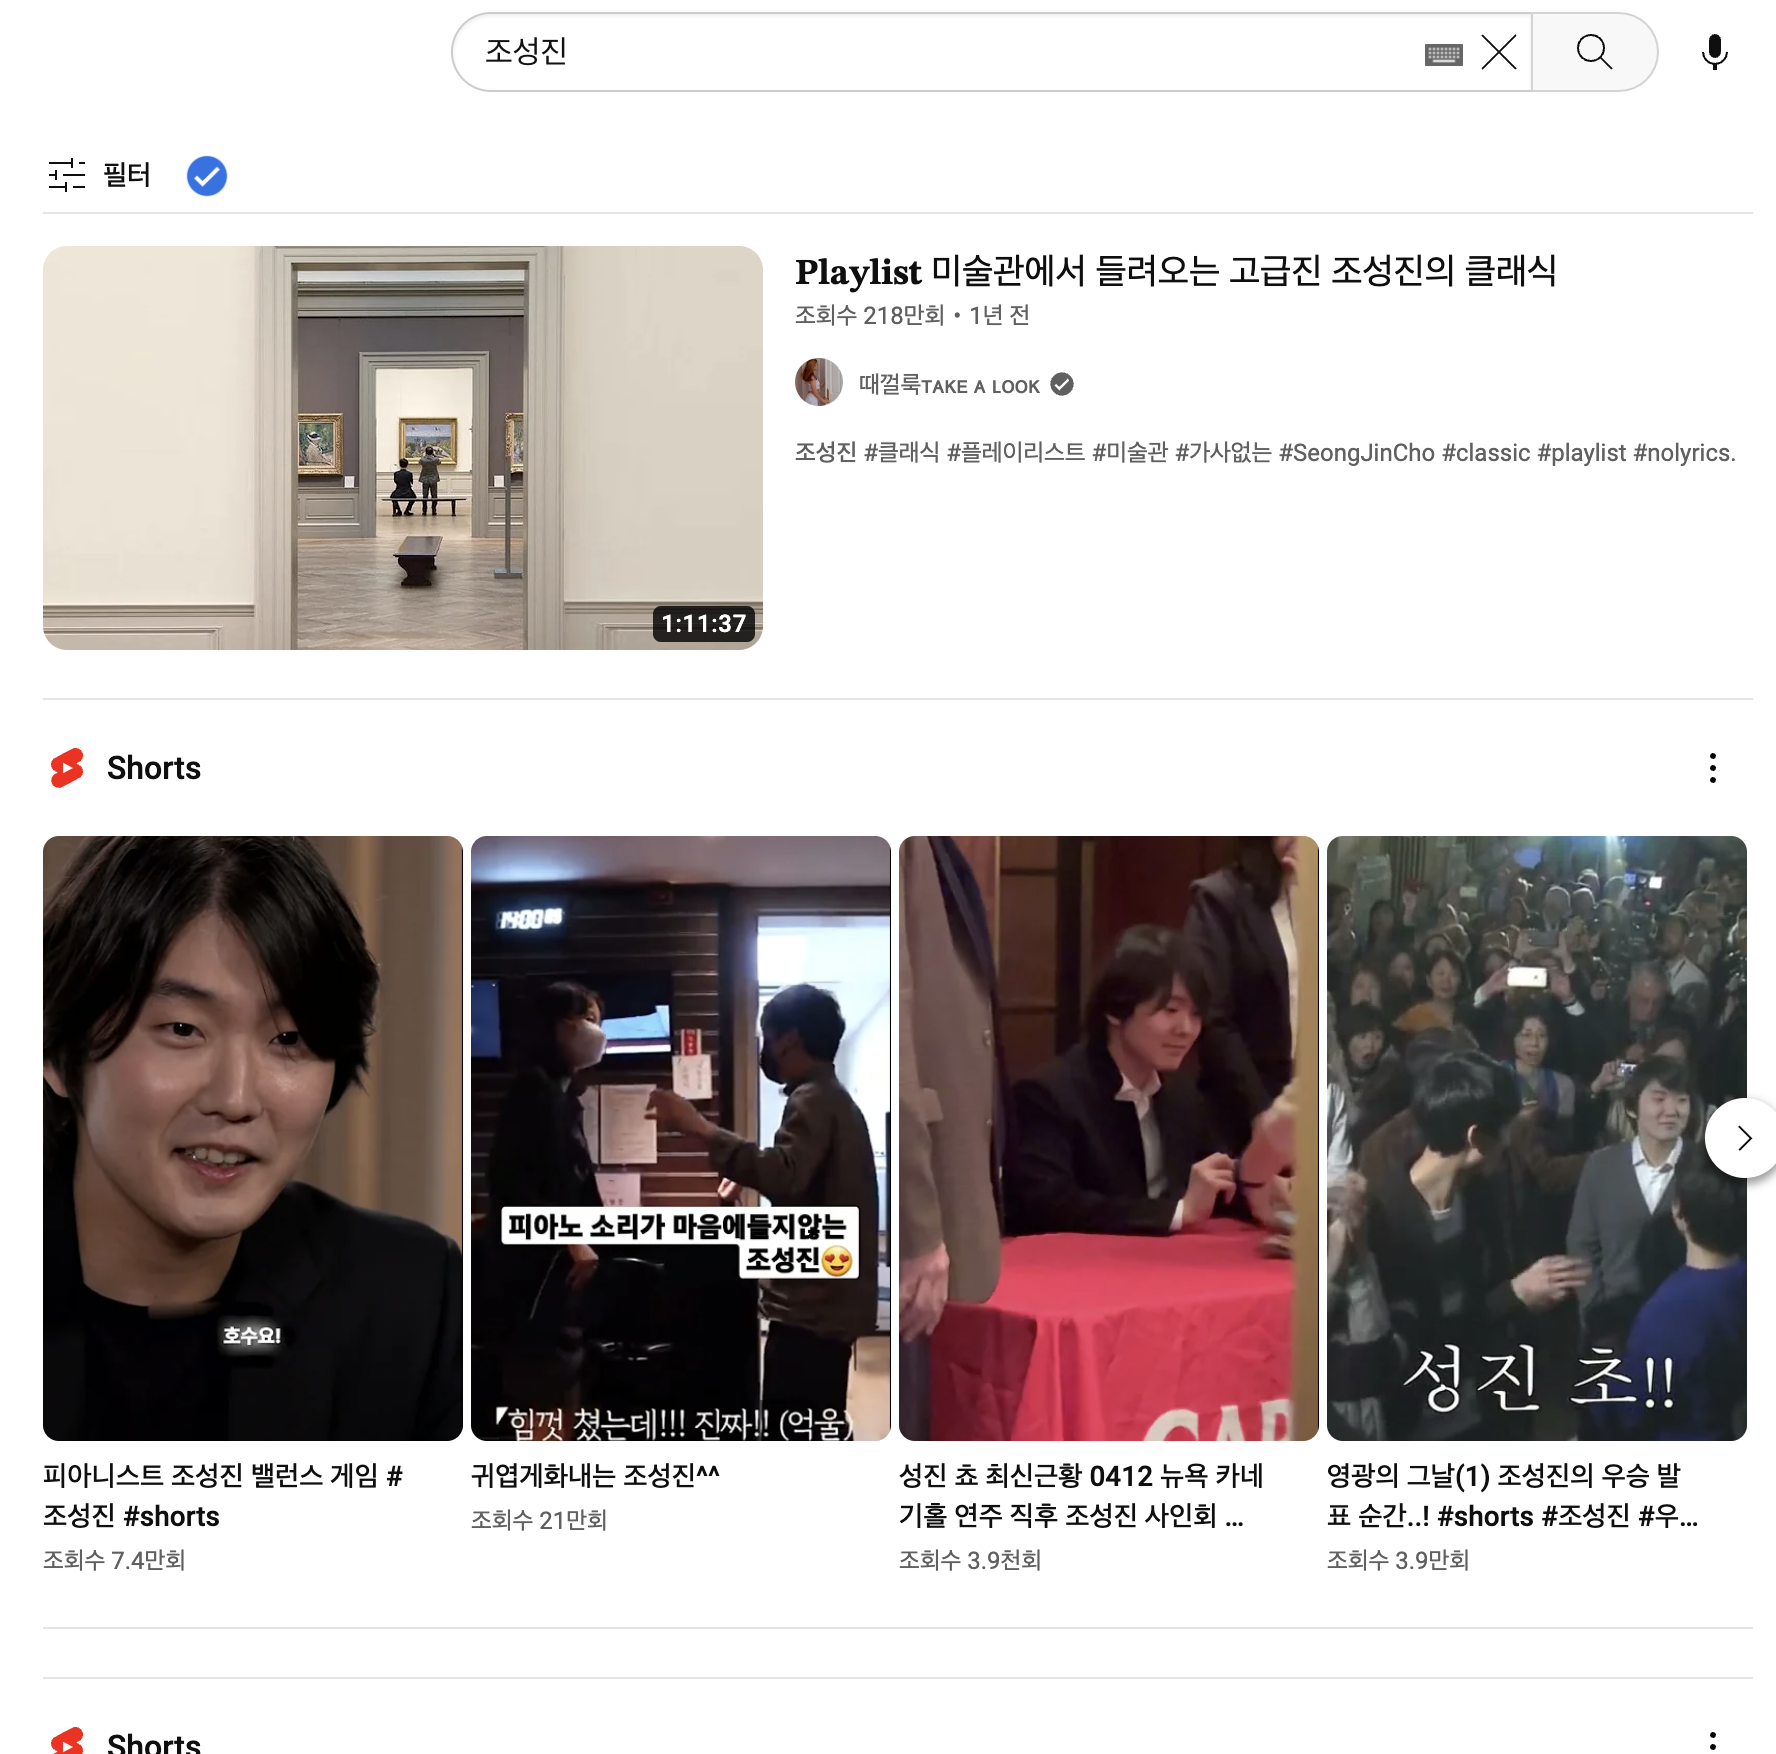 조성진
필터
Playlist 미술관에서 들려오는 고급진 조성진의 클래식
조회수 218만회 • 1년 전
때껄룩TAKE A LOOK
조성진 #클래식 #플레이리스트 #미술관 #가사없는 #SeongJinCho #classic #playlist #nolyrics.
1:11:37
Shorts
호수요!
14:00
피아노 소리가 마음에들지않는
조성진😍
「힘껏 쳤는데!!! 진짜!! (억울)
CAR
성진 초!!
피아니스트 조성진 밸런스 게임 #
조성진 #shorts
조회수 7.4만회
귀엽게화내는 조성진^^
조회수 21만회
성진 쵸 최신근황 0412 뉴욕 카네
기홀 연주 직후 조성진 사인회 ...
조회수 3.9천회
영광의 그날(1) 조성진의 우승 발
표 순간..! #shorts #조성진 #우...
조회수 3.9만회
Shorts